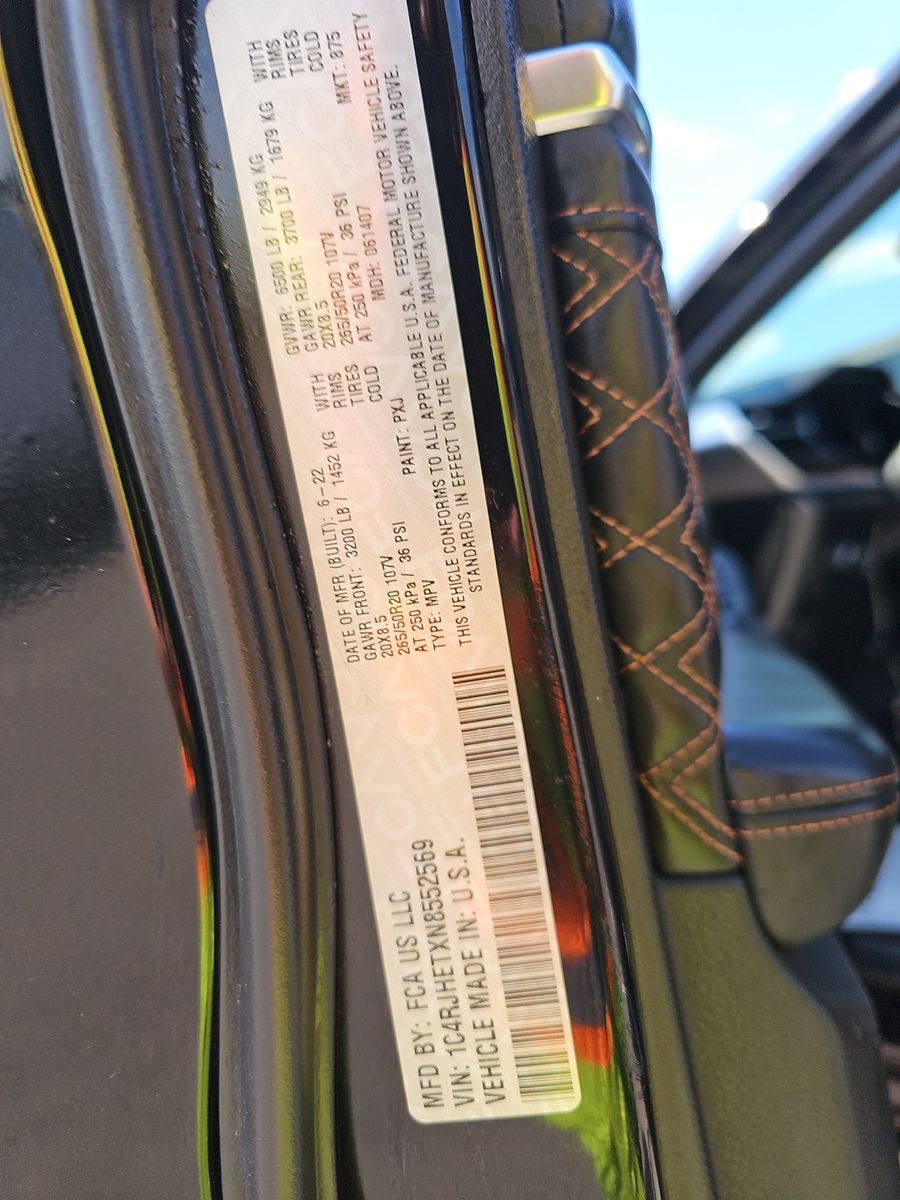 MFD BY: FCA US LLC
VIN: 1C4RJHETXN8552569
VEHICLE MADE IN: U.S.A.
DATE OF MFR (BUILT): 6-22
GAWR FRONT: 3200 LB / 1452 KG WITH
20X8.5 RIMS
265/50R20 107V TIRES
AT 250 kPa / 36 PSI COLD
TYPE: MPV PAINT: PXJ
GVWR: 6500 LB / 2949 KG
GAWR REAR: 3700 LB / 1679 KG WITH
20X8.5 RIMS
265/50R20 107V TIRES
AT 250 kPa / 36 PSI COLD
MDH: 061407 MKT: 875
THIS VEHICLE CONFORMS TO ALL APPLICABLE U.S.A. FEDERAL MOTOR VEHICLE SAFETY
STANDARDS IN EFFECT ON THE DATE OF MANUFACTURE SHOWN ABOVE.